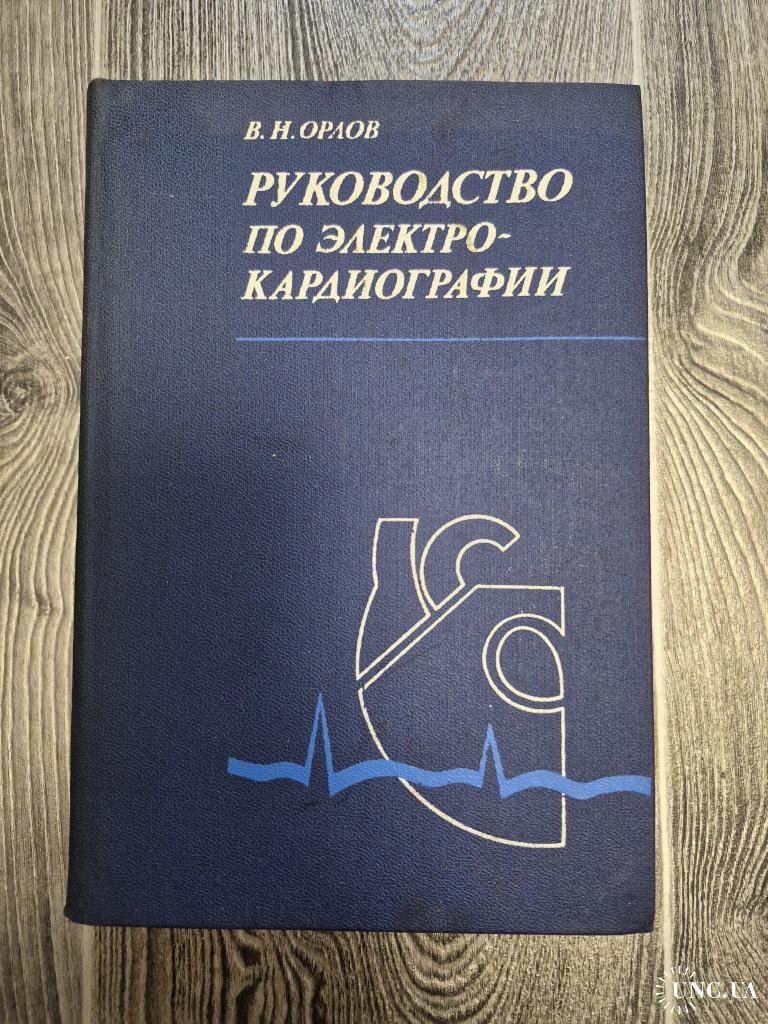 В. Н. ОРЛОВ
РУКОВОДСТВО
ПО ЭЛЕКТРО-
КАРДИОГРАФИИ
UNC.UA